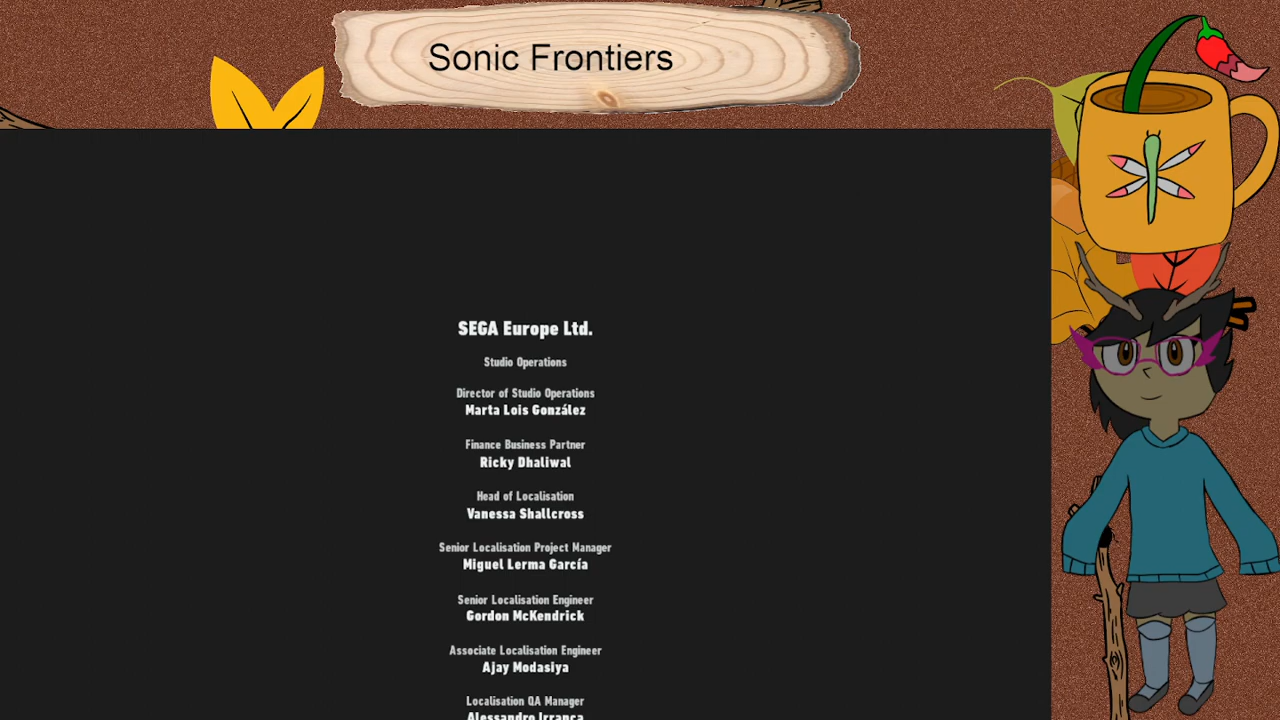 Sonic Frontiers
SEGA Europe Ltd.
Studio Operations
Director of Studio Operations
Marta Lois González
Finance Business Partner
Ricky Dhaliwal
Head of Localisation
Vanessa Shallcross
Senior Localisation Project Manager
Miguel Lerma García
Senior Localisation Engineer
Gordon McKendrick
Associate Localisation Engineer
Ajay Modasiya
Localisation QA Manager
Alessandro Irranca